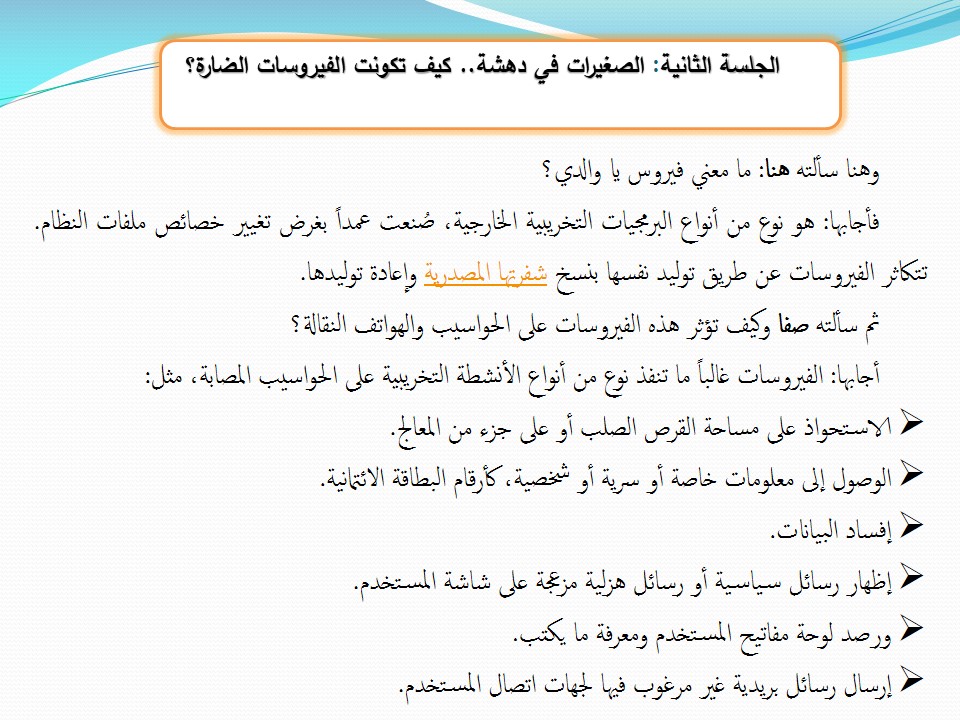 الجلسة الثانية: الصغيرات في دهشة.. كيف تكونت الفيروسات الضارة؟
وهنا سألته هنا: ما معني فيروس يا والدي؟
فأجابها: هو نوع من أنواع البرمجيات التخريبية الخارجية، صُنعت عمداً بغرض تغيير خصائص ملفات النظام.
تتكاثر الفيروسات عن طريق توليد نفسها بنسخ شفرتها المصدرية وإعادة توليدها.
ثم سألته صفا وكيف تؤثر هذه الفيروسات على الحواسيب والهواتف النقالة؟
أجابها: الفيروسات غالباً ما تنفذ نوع من أنواع الأنشطة التخريبية على الحواسيب المصابة، مثل:
⮚ الاستحواذ على مساحة القرص الصلب أو على جزء من المعالج.
⮚ الوصول إلى معلومات خاصة أو سرية أو شخصية، كأرقام البطاقة الائتمانية.
⮚ إفساد البيانات.
⮚ إظهار رسائل سياسية أو رسائل هزلية مزعجة على شاشة المستخدم.
⮚ ورصد لوحة مفاتيح المستخدم ومعرفة ما يكتب.
⮚ إرسال رسائل بريدية غير مرغوب فيها لجهات اتصال المستخدم.